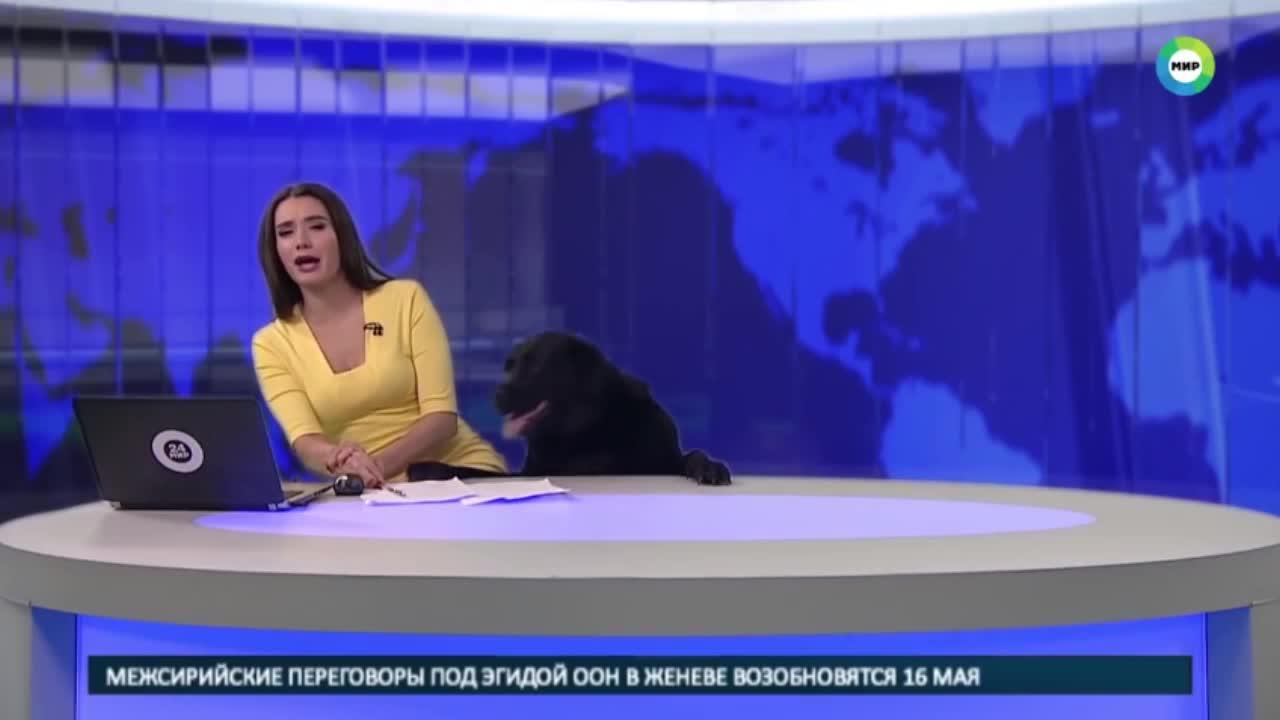 МИР
24
МИР
МЕЖСИРИЙСКИЕ ПЕРЕГОВОРЫ ПОД ЭГИДОЙ ООН В ЖЕНЕВЕ ВОЗОБНОВЯТСЯ 16 МАЯ